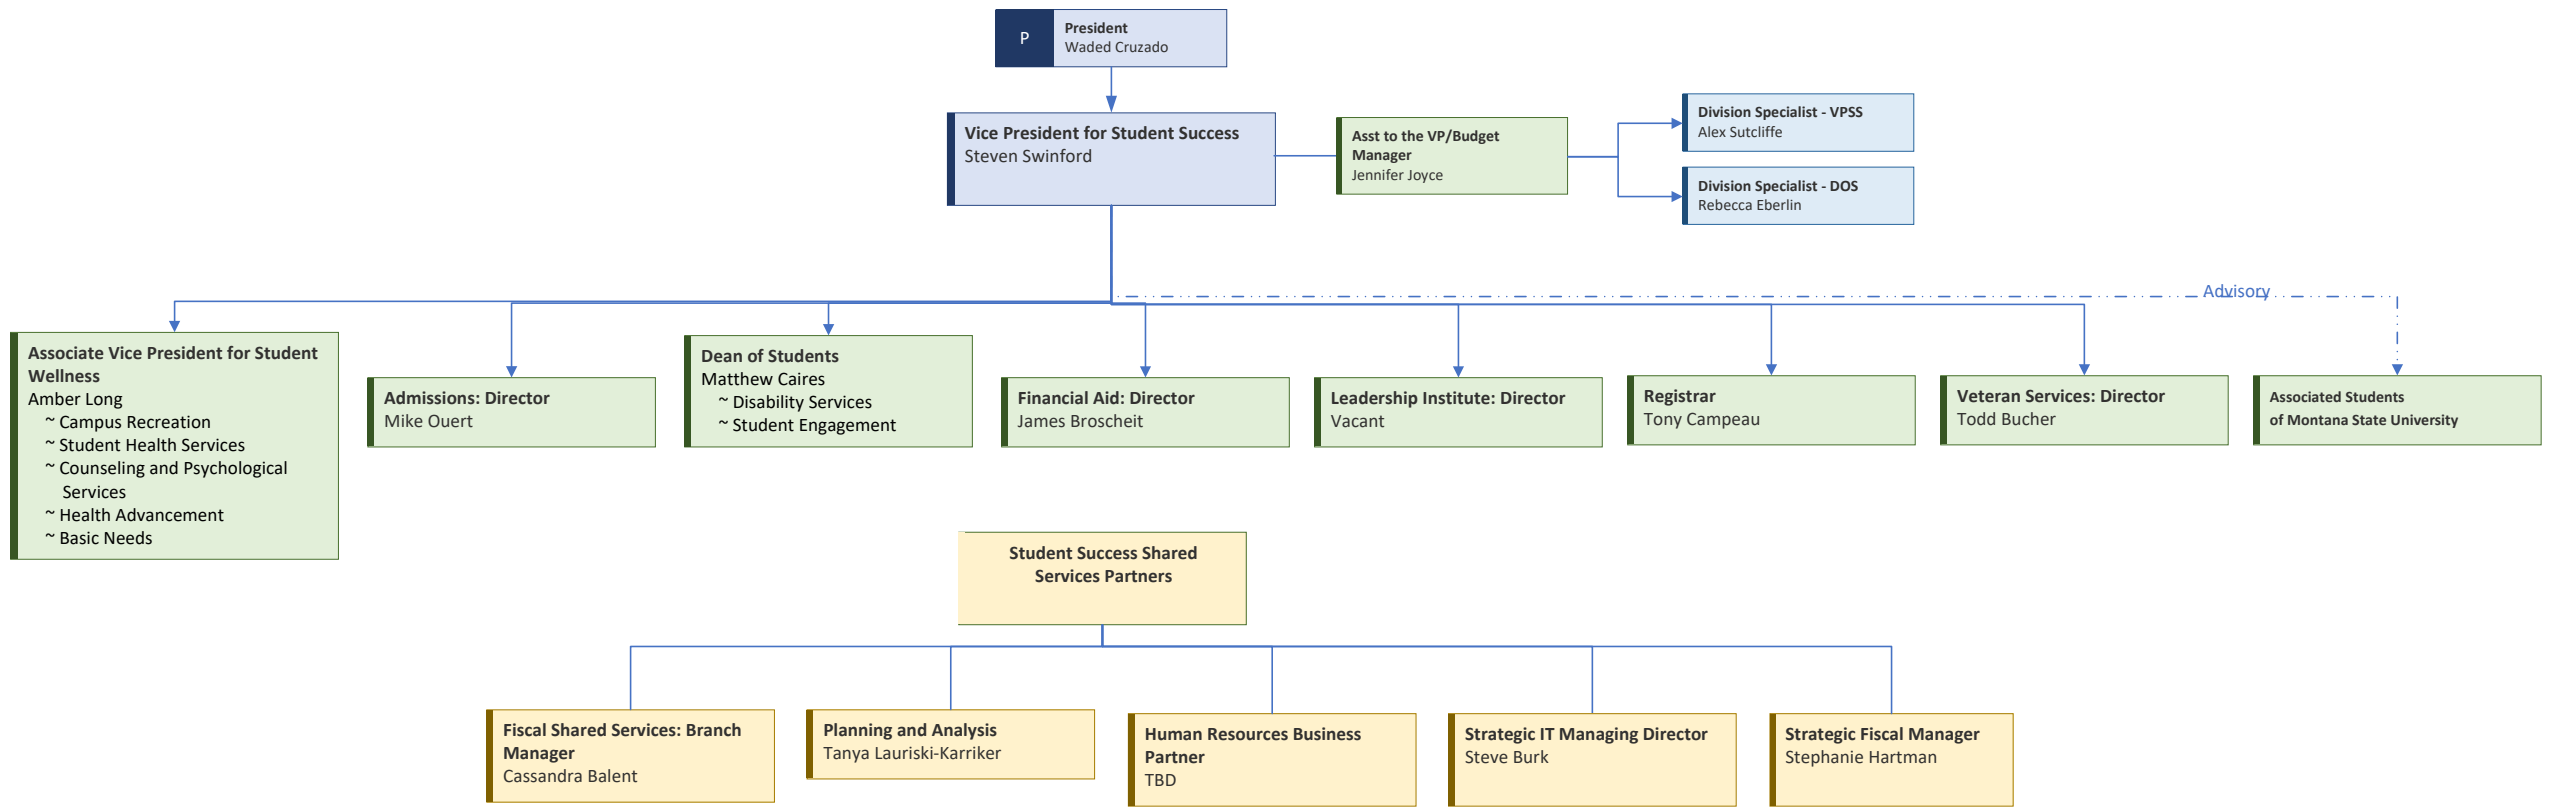 P
President
Waded Cruzado
Vice President for Student Success
Steven Swinford
Asst to the VP/Budget
Manager
Jennifer Joyce
Division Specialist - VPSS
Alex Sutcliffe
Division Specialist - DOS
Rebecca Eberlin
Advisory
Associate Vice President for Student
Wellness
Amber Long
~ Campus Recreation
~ Student Health Services
~ Counseling and Psychological
Services
~ Health Advancement
~ Basic Needs
Admissions: Director
Mike Ouert
Dean of Students
Matthew Caires
~ Disability Services
~ Student Engagement
Financial Aid: Director
James Broscheit
Leadership Institute: Director
Vacant
Registrar
Tony Campeau
Veteran Services: Director
Todd Bucher
Associated Students
of Montana State University
Student Success Shared
Services Partners
Fiscal Shared Services: Branch
Manager
Cassandra Balent
Planning and Analysis
Tanya Lauriski-Karriker
Human Resources Business
Partner
TBD
Strategic IT Managing Director
Steve Burk
Strategic Fiscal Manager
Stephanie Hartman